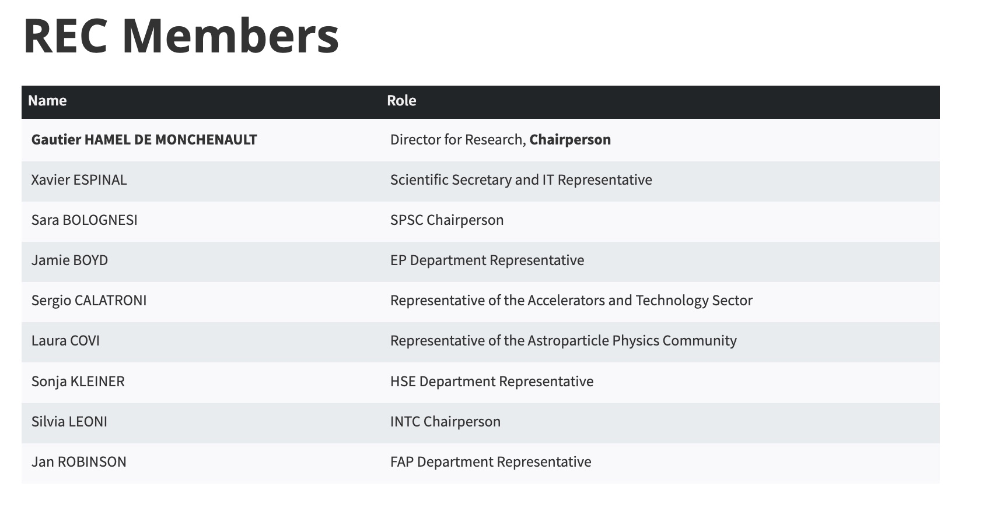 REC Members
Name Role
Gautier HAMEL DE MONCHENAULT Director for Research, Chairperson
Xavier ESPINAL Scientific Secretary and IT Representative
Sara BOLOGNESI SPSC Chairperson
Jamie BOYD EP Department Representative
Sergio CALATRONI Representative of the Accelerators and Technology Sector
Laura COVI Representative of the Astroparticle Physics Community
Sonja KLEINER HSE Department Representative
Silvia LEONI INTC Chairperson
Jan ROBINSON FAP Department Representative